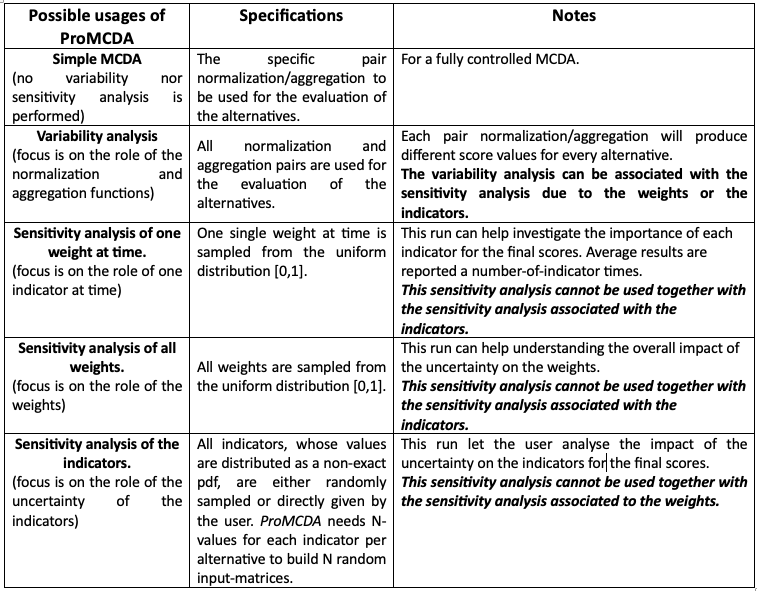 Possible usages of
ProMCDA
Specifications
Notes
Simple MCDA
(no variability nor
sensitivity analysis is
performed)
The specific pair
normalization/aggregation to
be used for the evaluation of
the alternatives.
For a fully controlled MCDA.
Variability analysis
(focus is on the role of the
normalization and
aggregation functions)
All normalization and
aggregation pairs are used for
the evaluation of the
alternatives.
Each pair normalization/aggregation will produce
different score values for every alternative.
The variability analysis can be associated with the
sensitivity analysis due to the weights or the
indicators.
Sensitivity analysis of one
weight at time.
(focus is on the role of one
indicator at time)
One single weight at time is
sampled from the uniform
distribution [0,1].
This run can help investigate the importance of each
indicator for the final scores. Average results are
reported a number-of-indicator times.
This sensitivity analysis cannot be used together with
the sensitivity analysis associated with the
indicators.
Sensitivity analysis of all
weights.
(focus is on the role of the
weights)
All weights are sampled from
the uniform distribution [0,1].
This run can help understanding the overall impact of
the uncertainty on the weights.
This sensitivity analysis cannot be used together with
the sensitivity analysis associated with the
indicators.
Sensitivity analysis of the
indicators.
(focus is on the role of the
uncertainty of the
indicators)
All indicators, whose values
are distributed as a non-exact
pdf, are either randomly
sampled or directly given by
the user. ProMCDA needs N-
values for each indicator per
alternative to build N random
input-matrices.
This run let the user analyse the impact of the
uncertainty on the indicators for the final scores.
This sensitivity analysis cannot be used together with
the sensitivity analysis associated to the weights.